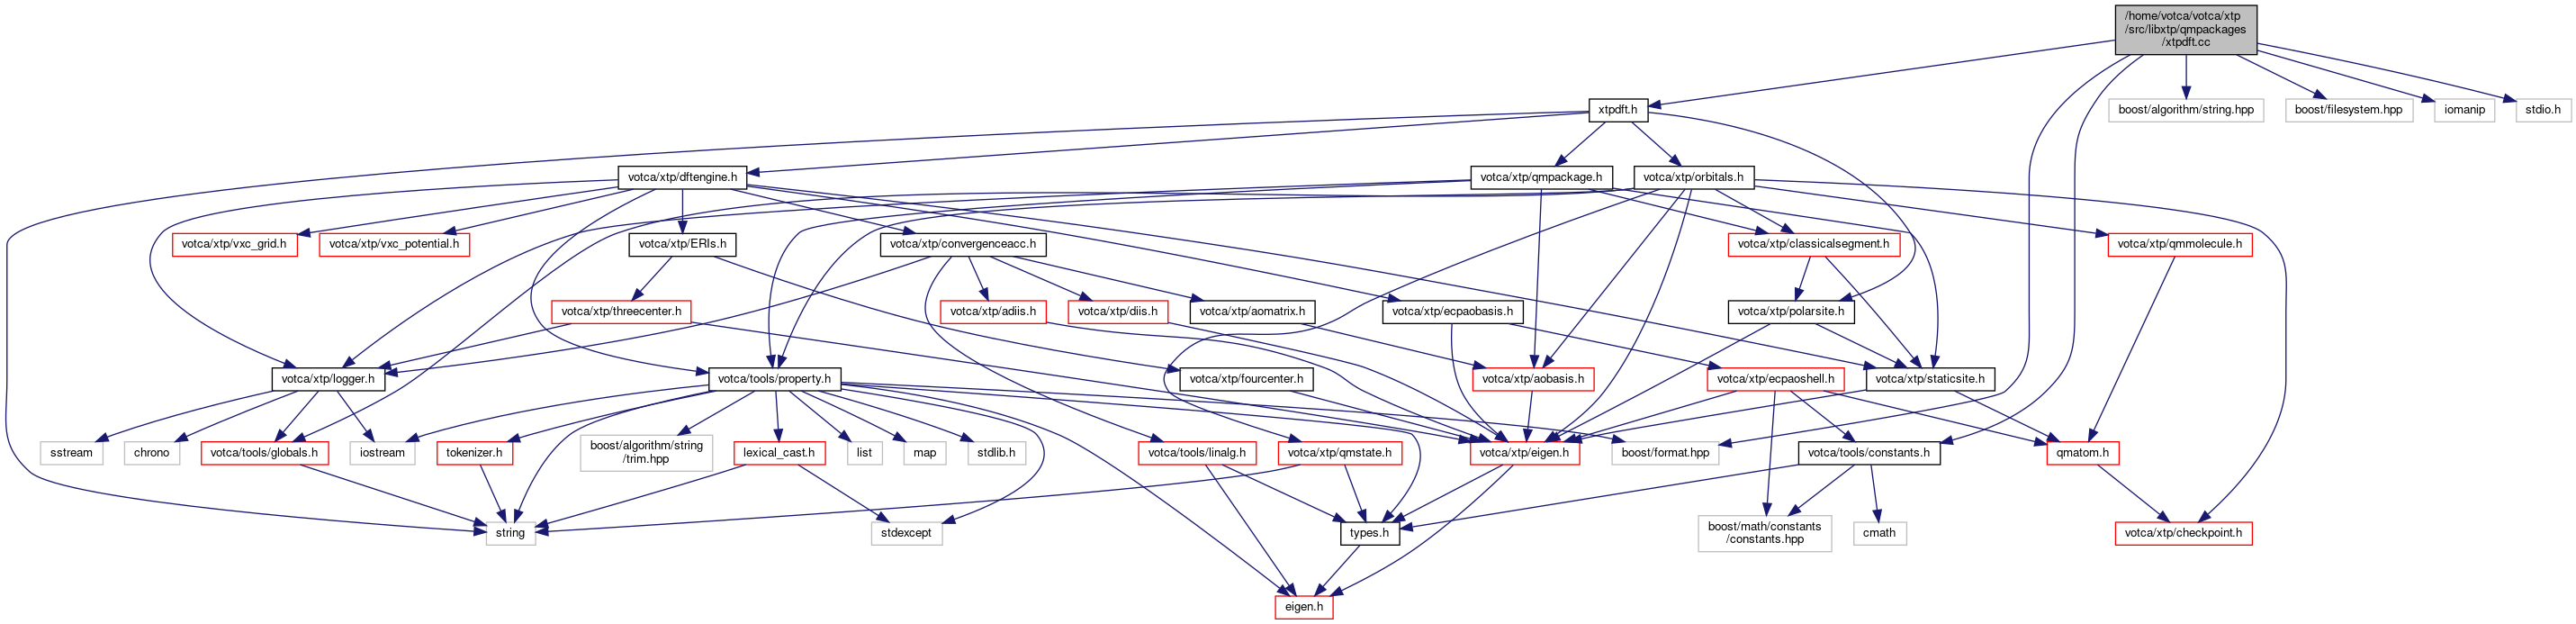 /home/votca/votca/xtp
/src/libxtp/qmpackages
/xtpdft.cc
xtpdft.h
boost/algorithm/string.hpp
boost/filesystem.hpp
iomanip
stdio.h
votca/xtp/dftengine.h
votca/xtp/qmpackage.h
votca/xtp/orbitals.h
votca/xtp/vxc_grid.h
votca/xtp/vxc_potential.h
votca/xtp/ERIs.h
votca/xtp/convergenceacc.h
votca/xtp/classicalsegment.h
votca/xtp/qmmolecule.h
votca/xtp/threecenter.h
votca/xtp/adiis.h
votca/xtp/diis.h
votca/xtp/aomatrix.h
votca/xtp/ecpaobasis.h
votca/xtp/polarsite.h
votca/xtp/logger.h
votca/tools/property.h
votca/xtp/fourcenter.h
votca/xtp/aobasis.h
votca/xtp/ecpaoshell.h
votca/xtp/staticsite.h
sstream
chrono
votca/tools/globals.h
iostream
tokenizer.h
boost/algorithm/string
/trim.hpp
lexical_cast.h
list
map
stdlib.h
votca/tools/linalg.h
votca/xtp/qmstate.h
votca/xtp/eigen.h
boost/format.hpp
votca/tools/constants.h
qmatom.h
string
stdexcept
types.h
boost/math/constants
/constants.hpp
cmath
votca/xtp/checkpoint.h
eigen.h